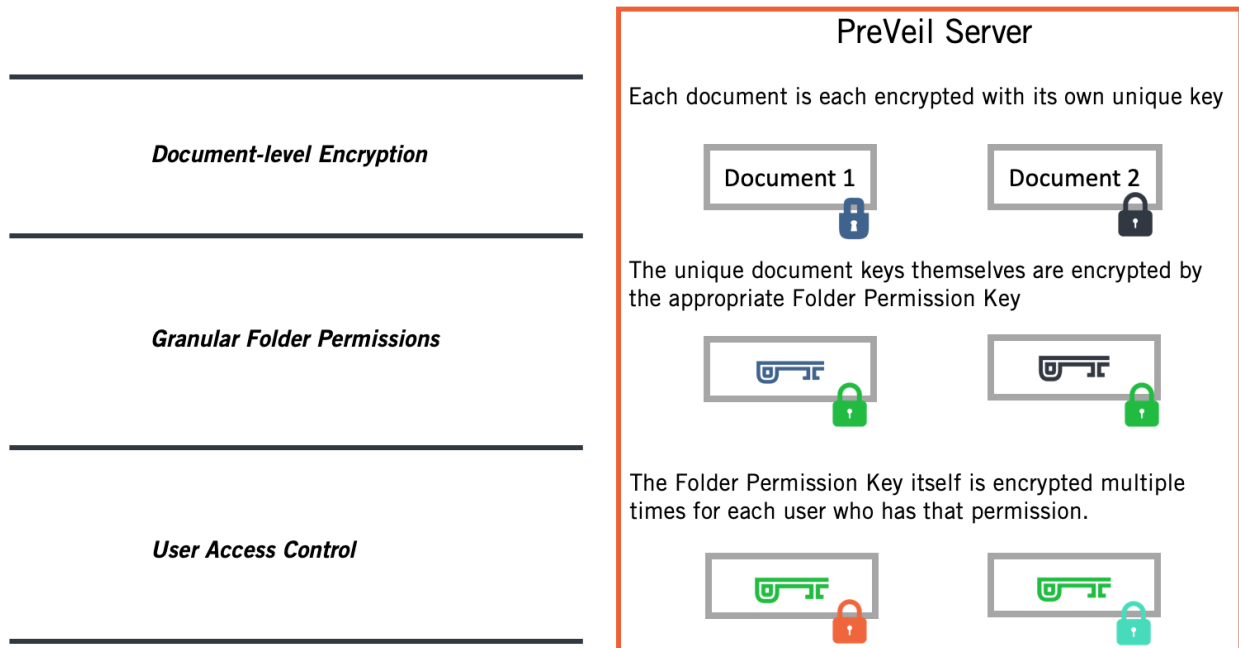 PreVeil Server
Each document is each encrypted with its own unique key
Document-level Encryption
Document 1
Document 2
The unique document keys themselves are encrypted by
the appropriate Folder Permission Key
Granular Folder Permissions
The Folder Permission Key itself is encrypted multiple
times for each user who has that permission.
User Access Control